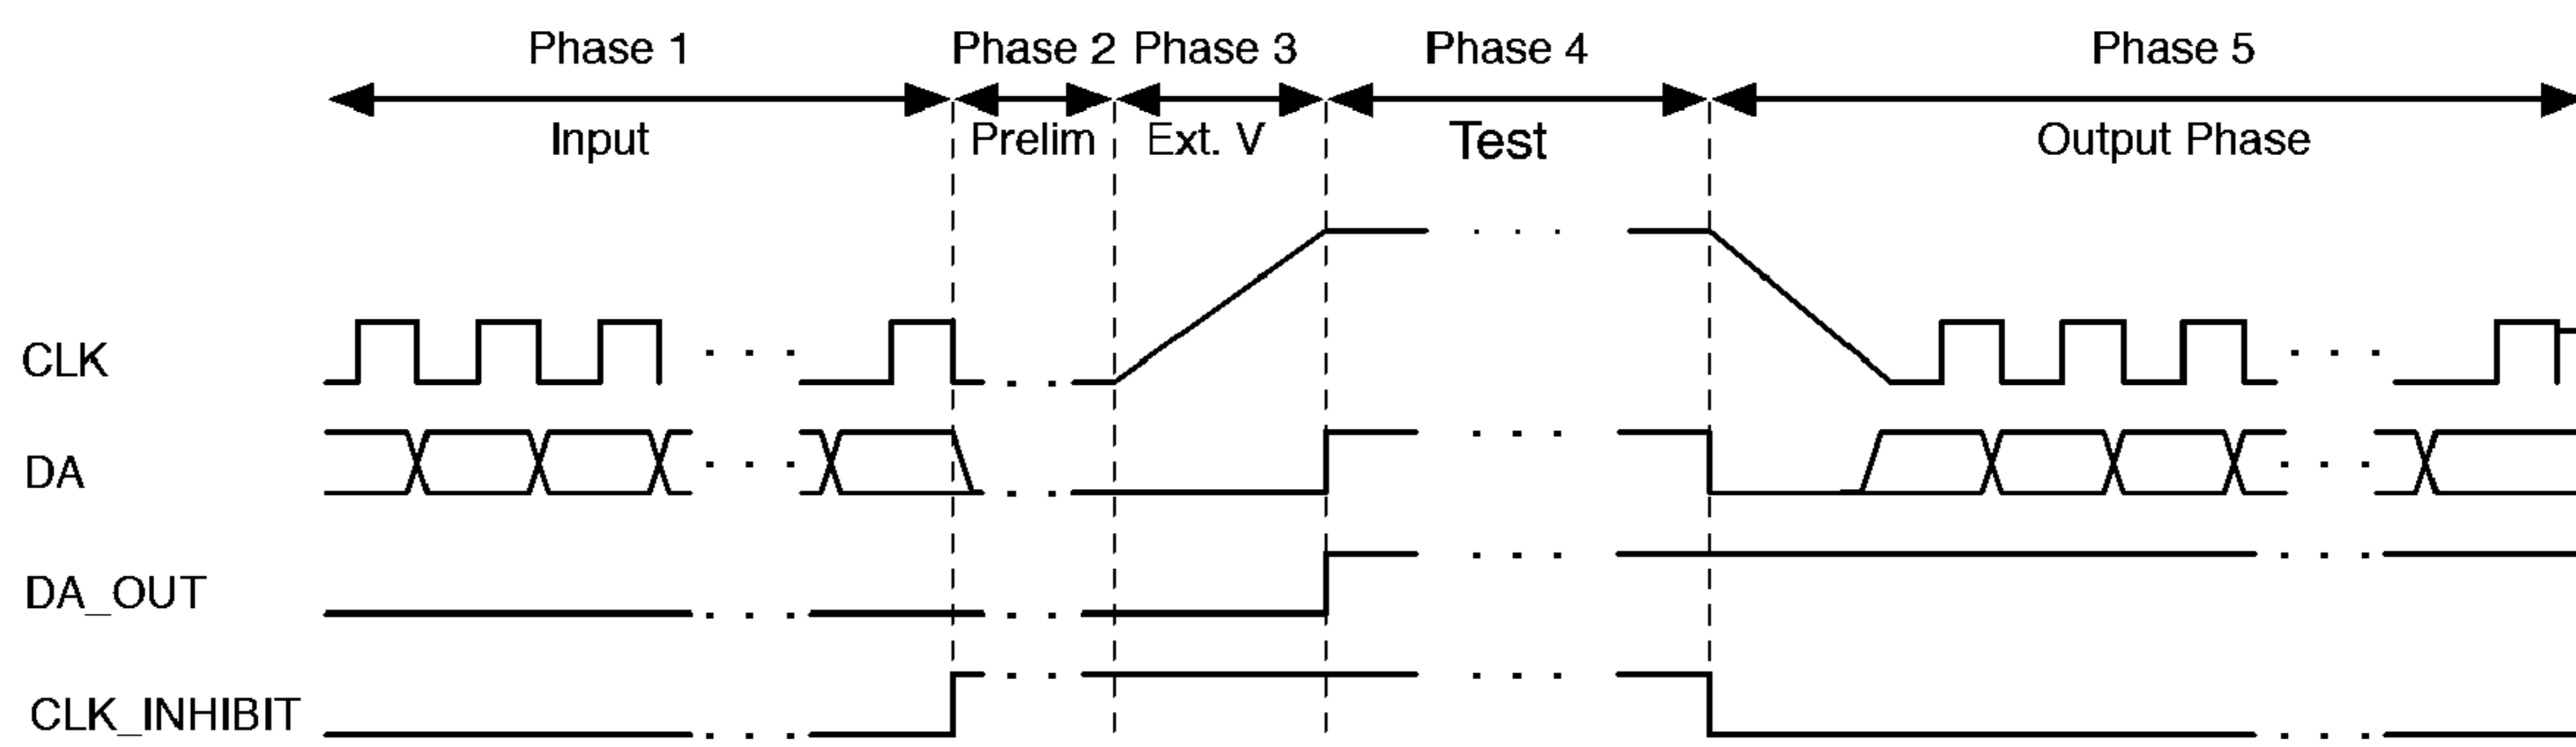 Phase 1
Phase 2
Phase 3
Phase 4
Phase 5
Input
Prelim
Ext. V
Test
Output Phase
CLK
DA
DA_OUT
CLK_INHIBIT